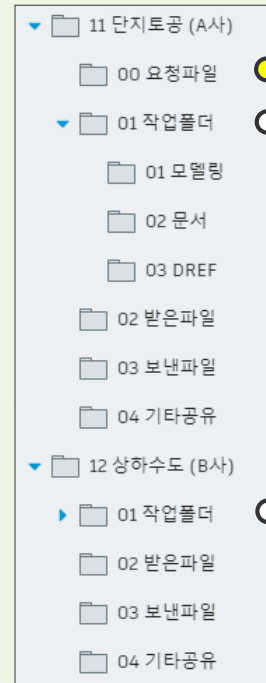 11 단지토공 (A사)
00 요청파일
01 작업폴더
01 모델링
02 문서
03 DREF
02 받은파일
03 보낸파일
04 기타공유
12 상하수도 (B사)
01 작업폴더
02 받은파일
03 보낸파일
04 기타공유